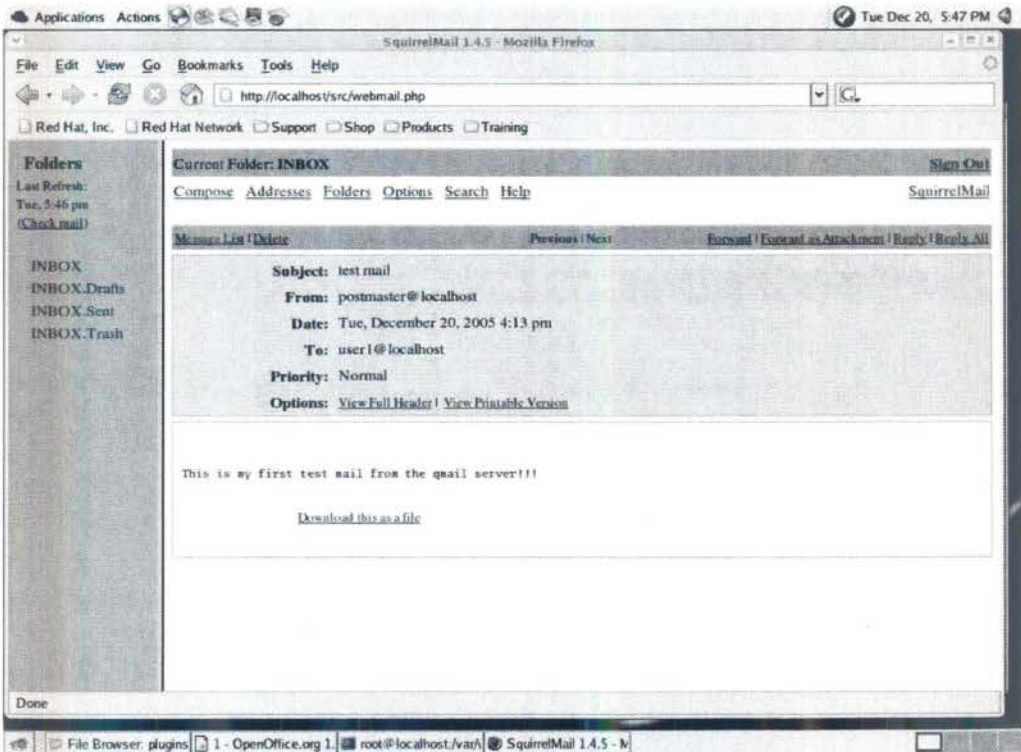 Applications Actions Tue Dec 20, 5:47 PM
SquirrelMail 1.4.5 - Mozilla Firefox
File Edit View Go Bookmarks Tools Help
http://localhost/src/webmail.php
Red Hat, Inc. Red Hat Network Support Shop Products Training
Folders
Last Refresh:
Tue, 5:46 pm
(Check mail)
INBOX
INBOX.Drafts
INBOX.Sent
INBOX.Trash
Current Folder: INBOX Sign Out
Compose Addresses Folders Options Search Help SquirrelMail
Message List | Delete Previous | Next Forward | Forward as Attachment | Reply | Reply All
Subject: test mail
From: postmaster@localhost
Date: Tue, December 20, 2005 4:13 pm
To: user1@localhost
Priority: Normal
Options: View Full Header | View Printable Version
This is my first test mail from the qmail server!!!
Download this as a file
Done
File Browser: plugins 1 - OpenOffice.org 1. root@localhost:/var/ SquirrelMail 1.4.5 - M